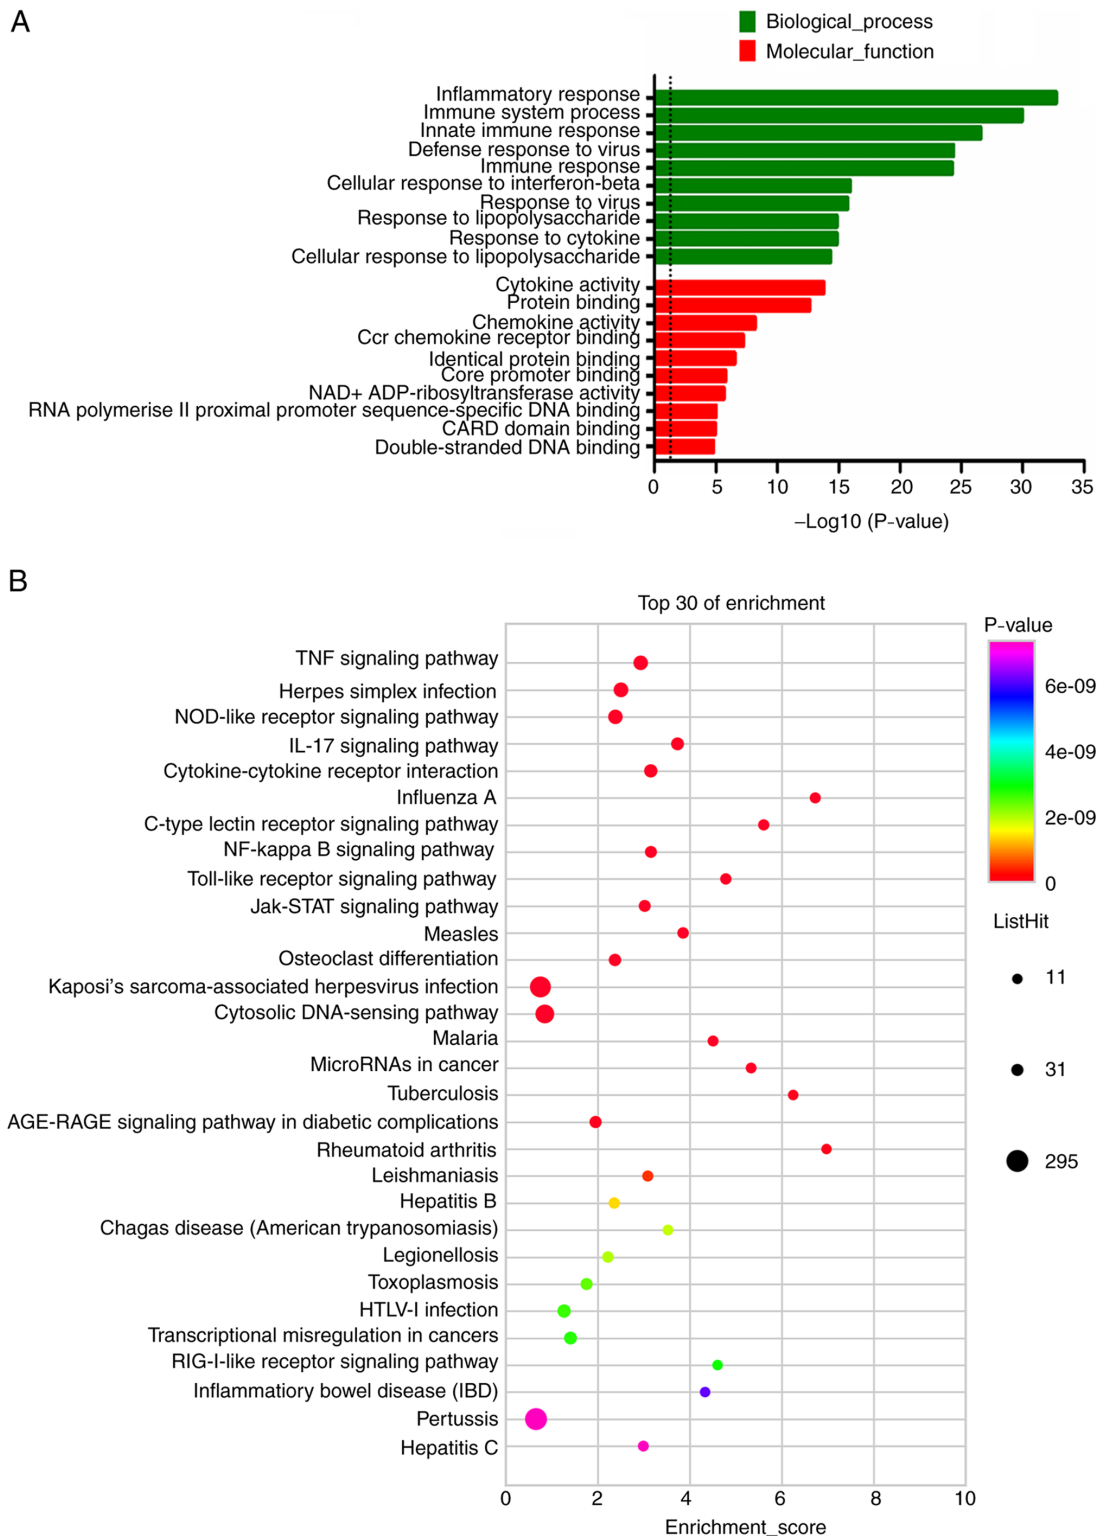 A
Biological_process
Molecular_function
Inflammatory response
Immune system process
Innate immune response
Defense response to virus
Immune response
Cellular response to interferon-beta
Response to virus
Response to lipopolysaccharide
Response to cytokine
Cellular response to lipopolysaccharide
Cytokine activity
Protein binding
Chemokine activity
Ccr chemokine receptor binding
Identical protein binding
Core promoter binding
NAD+ ADP-ribosyltransferase activity
RNA polymerise II proximal promoter sequence-specific DNA binding
CARD domain binding
Double-stranded DNA binding
0 5 10 15 20 25 30 35
–Log10 (P-value)
B
Top 30 of enrichment
TNF signaling pathway
Herpes simplex infection
NOD-like receptor signaling pathway
IL-17 signaling pathway
Cytokine-cytokine receptor interaction
Influenza A
C-type lectin receptor signaling pathway
NF-kappa B signaling pathway
Toll-like receptor signaling pathway
Jak-STAT signaling pathway
Measles
Osteoclast differentiation
Kaposi's sarcoma-associated herpesvirus infection
Cytosolic DNA-sensing pathway
Malaria
MicroRNAs in cancer
Tuberculosis
AGE-RAGE signaling pathway in diabetic complications
Rheumatoid arthritis
Leishmaniasis
Hepatitis B
Chagas disease (American trypanosomiasis)
Legionellosis
Toxoplasmosis
HTLV-I infection
Transcriptional misregulation in cancers
RIG-I-like receptor signaling pathway
Inflammatiory bowel disease (IBD)
Pertussis
Hepatitis C
0 2 4 6 8 10
Enrichment_score
P-value
6e-09
4e-09
2e-09
0
ListHit
11
31
295